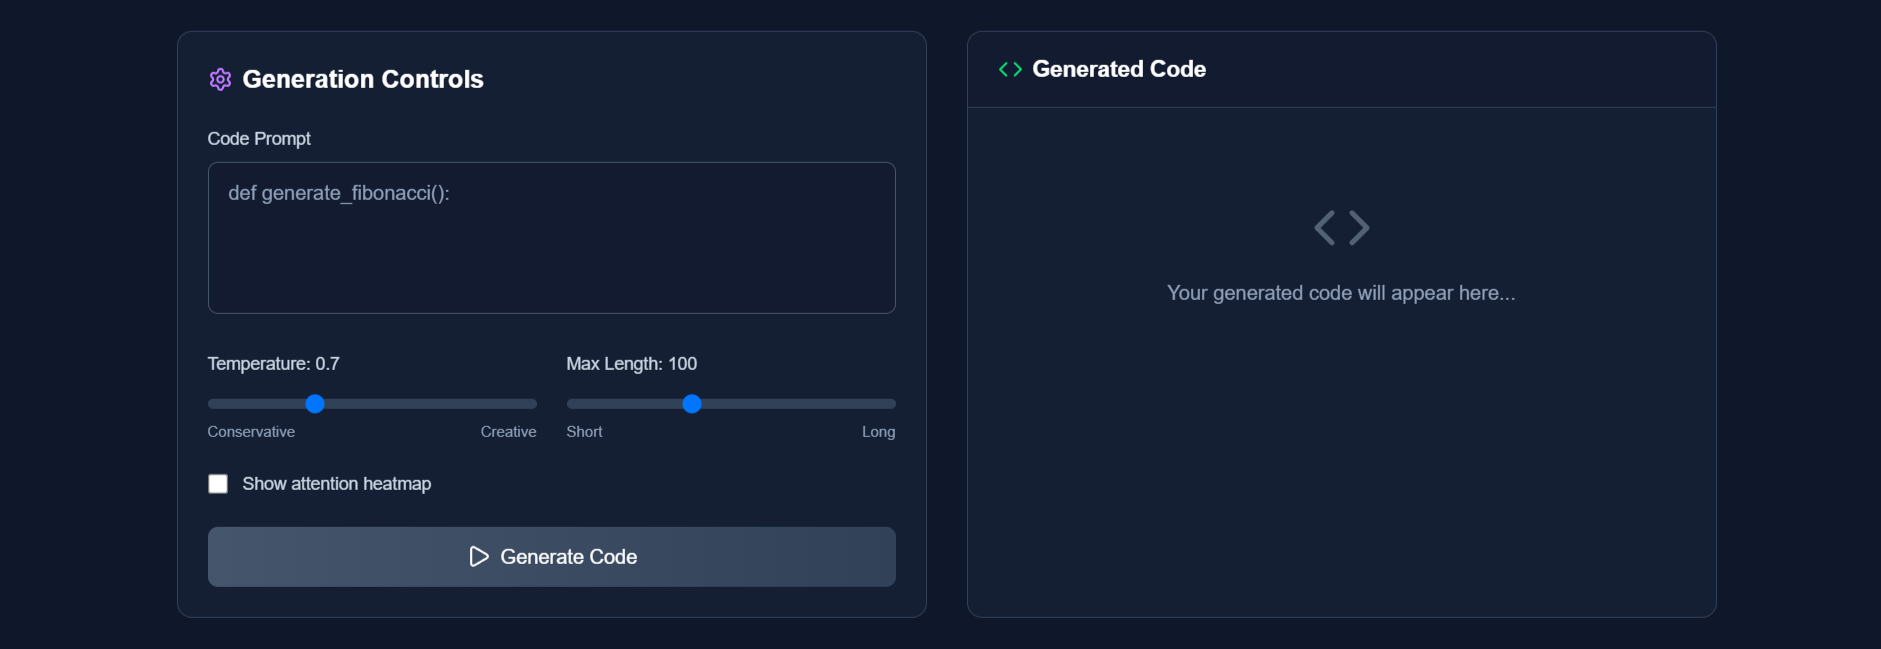 Generation Controls
Code Prompt
def generate_fibonacci():
Temperature: 0.7
Conservative Creative
Max Length: 100
Short Long
Show attention heatmap
Generate Code
Generated Code
Your generated code will appear here...